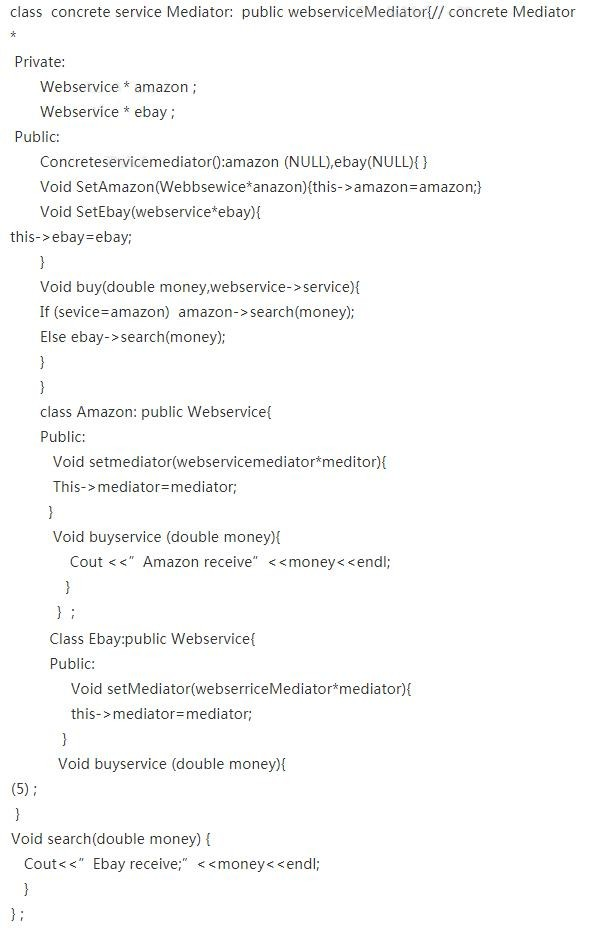 class  concrete service Mediator:  public webserviceMediator{// concrete Mediator
*
Private:
Webservice * amazon ;
Webservice * ebay ;
Public:
Concreteservicemediator():amazon (NULL),ebay(NULL){ }
Void SetAmazon(Webbsewice*anazon){this->amazon=amazon;}
Void SetEbay(webservice*ebay){
this->ebay=ebay;
}
Void buy(double money,webservice->service){
If (sevice=amazon)  amazon->search(money);
Else ebay->search(money);
}
}
class Amazon: public Webservice{
Public:
Void setmediator(webservicemediator*meditor){
This->mediator=mediator;
}
Void buyservice (double money){
Cout <<"  Amazon receive"  <<money<<endl;
}
}  ;
Class Ebay:public Webservice{
Public:
Void setMediator(webserriceMediator*mediator){
this->mediator=mediator;
}
Void buyservice (double money){
(5) ;
}
Void search(double money) {
Cout<<"  Ebay receive;"  <<money<<endl;
}
} ;